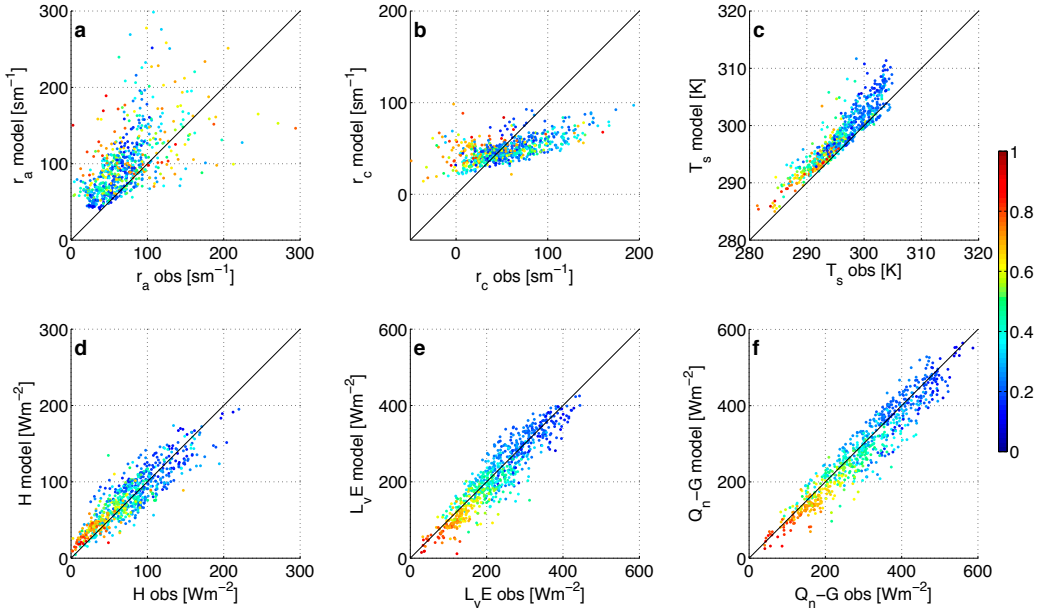 a
r_a model [sm⁻¹]
300
200
100
0
0 100 200 300
r_a obs [sm⁻¹]
b
r_c model [sm⁻¹]
200
100
0
0 100 200
r_c obs [sm⁻¹]
c
T_s model [K]
320
310
300
290
280
280 290 300 310 320
T_s obs [K]
1
0.8
0.6
0.4
0.2
0
d
H model [Wm⁻²]
300
200
100
0
0 100 200 300
H obs [Wm⁻²]
e
L_vE model [Wm⁻²]
600
400
200
0
0 200 400 600
L_vE obs [Wm⁻²]
f
Q_n−G model [Wm⁻²]
600
400
200
0
0 200 400 600
Q_n−G obs [Wm⁻²]